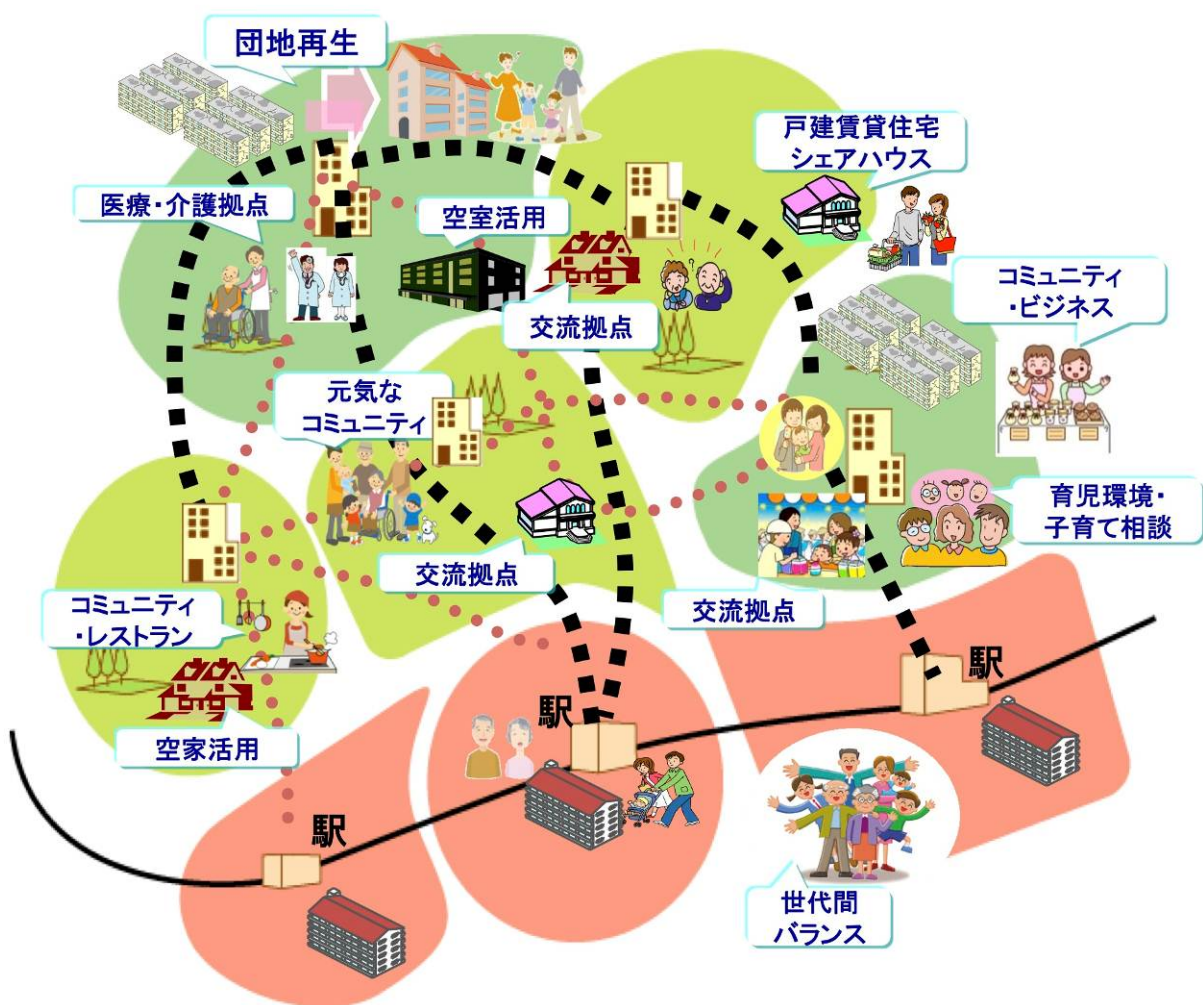 団地再生
戸建賃貸住宅
シェアハウス
医療・介護拠点
空室活用
コミュニティ
・ビジネス
交流拠点
元気な
コミュニティ
育児環境・
子育て相談
交流拠点
交流拠点
コミュニティ
・レストラン
駅
駅
空家活用
駅
世代間
バランス